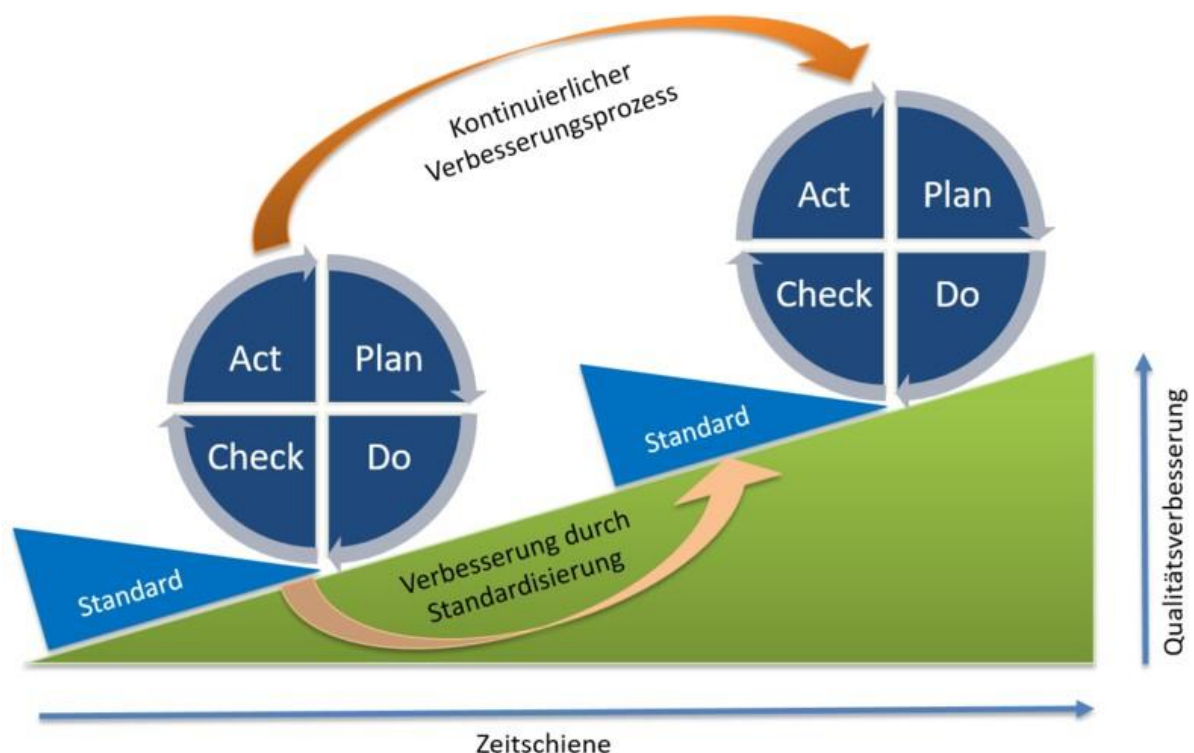 Kontinuierlicher
Verbesserungsprozess
Act
Plan
Check
Do
Act
Plan
Check
Do
Standard
Standard
Verbesserung durch
Standardisierung
Qualitätsverbesserung
Zeitschiene